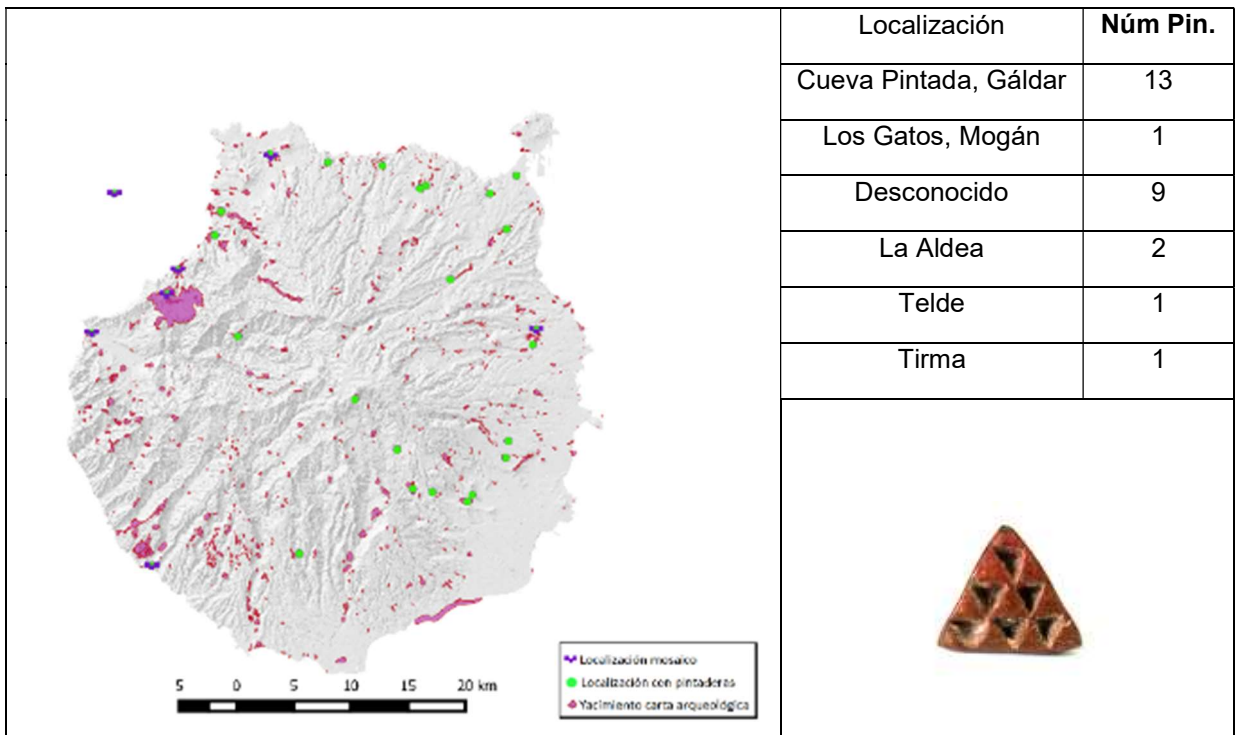 Localización Núm Pin.
Cueva Pintada, Gáldar 13
Los Gatos, Mogán 1
Desconocido 9
La Aldea 2
Telde 1
Tirma 1
Localización mosaico
Localización con pintaderas
Yacimiento carta arqueológica
5 0 5 10 15 20 km